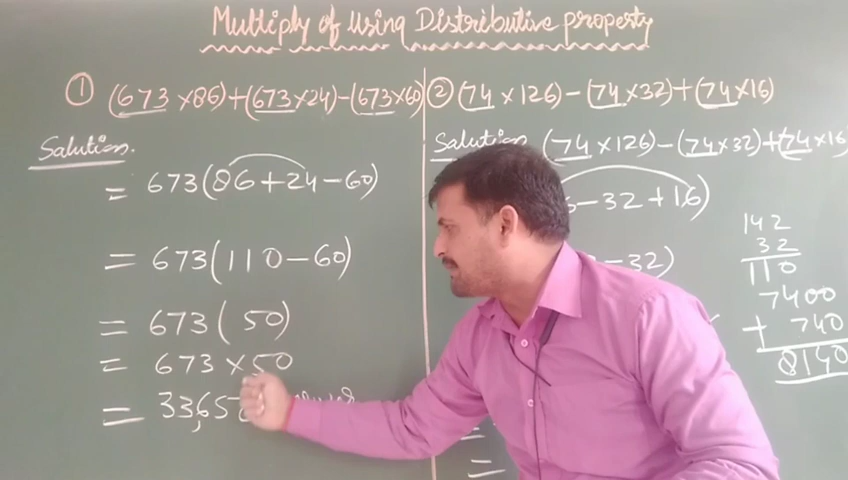 Multiply of Using Distributive property
① (673 × 86) + (673 × 24) – (673 × 60)
Solution.
= 673(86 + 24 – 60)
= 673(110 – 60)
= 673(50)
= 673 × 50
= 33,65
② (74 × 126) – (74 × 32) + (74 × 16)
Solution (74 × 126) – (74 × 32) + (74 × 16
– 32 + 16)
– 32)
142
32
110
7400
+ 740
8140
=